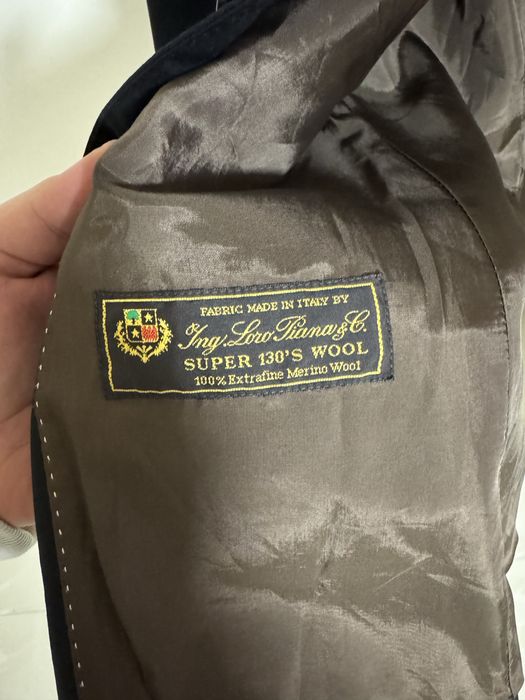 FABRIC MADE IN ITALY BY
Ing. Loro Piana & C.
SUPER 130'S WOOL
100% Extrafine Merino Wool